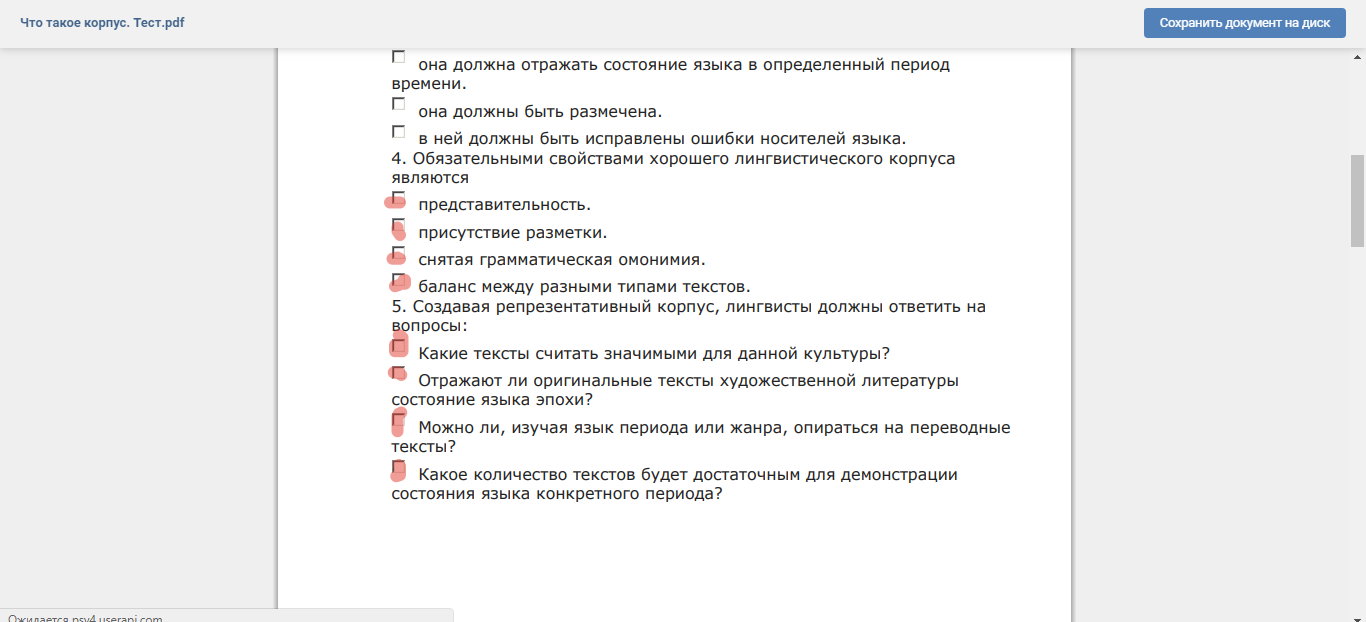 Что такое корпус. Тест.pdf
Сохранить документ на диск
она должна отражать состояние языка в определенный период
времени.
она должны быть размечена.
в ней должны быть исправлены ошибки носителей языка.
4. Обязательными свойствами хорошего лингвистического корпуса
являются
представительность.
присутствие разметки.
снятая грамматическая омонимия.
баланс между разными типами текстов.
5. Создавая репрезентативный корпус, лингвисты должны ответить на
вопросы:
Какие тексты считать значимыми для данной культуры?
Отражают ли оригинальные тексты художественной литературы
состояние языка эпохи?
Можно ли, изучая язык периода или жанра, опираться на переводные
тексты?
Какое количество текстов будет достаточным для демонстрации
состояния языка конкретного периода?
Ожидается psv4.userapi.com